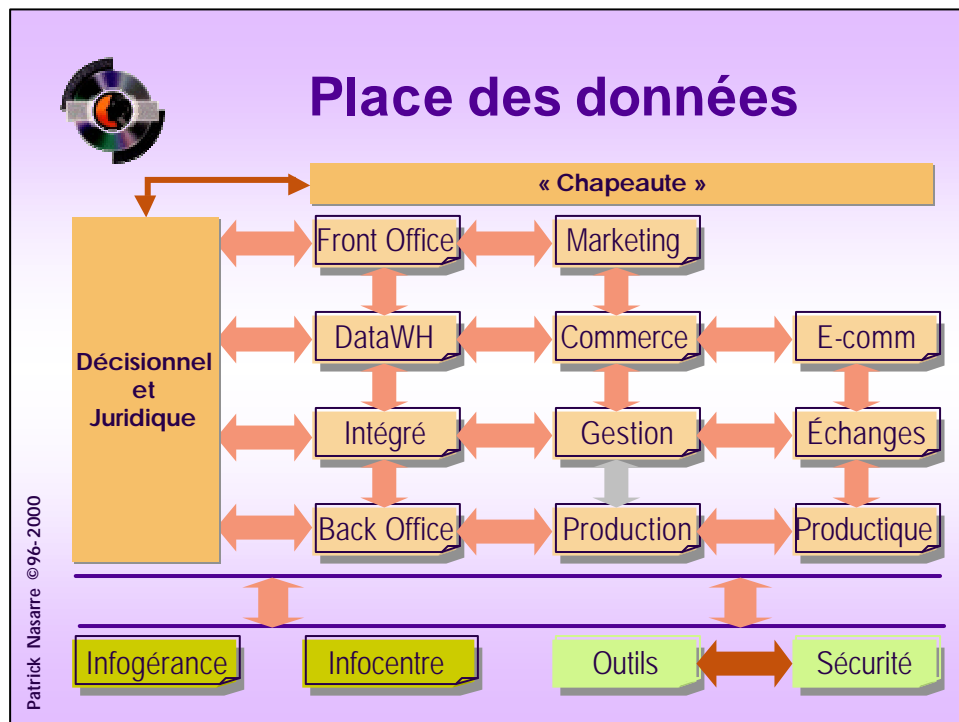 Place des données
« Chapeaute »
Décisionnel
et
Juridique
Front Office
Marketing
DataWH
Commerce
E-comm
Intégré
Gestion
Échanges
Back Office
Production
Productique
Infogérance
Infocentre
Outils
Sécurité
Patrick Nasarre ©96-2000